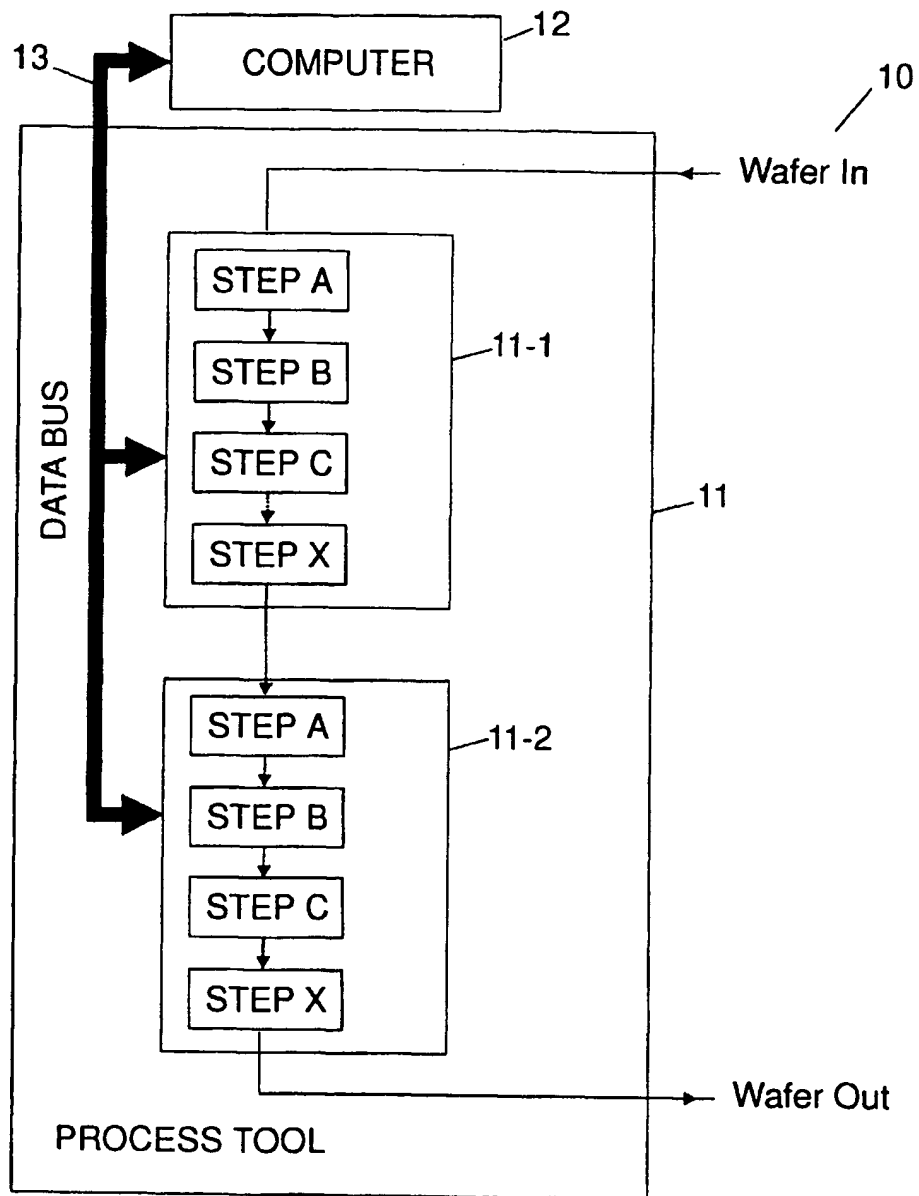 12
13
COMPUTER
10
Wafer In
STEP A
11-1
STEP B
STEP C
STEP X
DATA BUS
11
STEP A
11-2
STEP B
STEP C
STEP X
Wafer Out
PROCESS TOOL